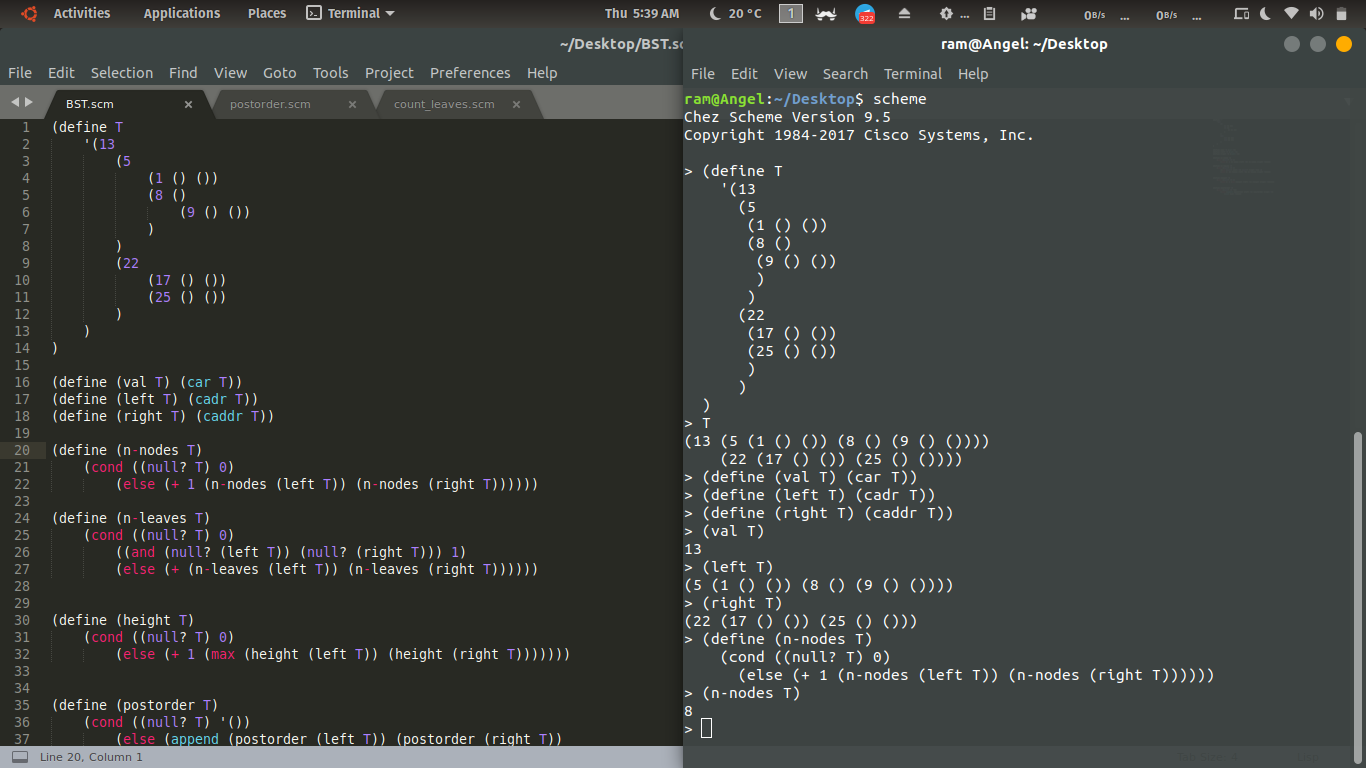 Activities Applications Places Terminal Thu 5:39 AM 20 °C 1 322 ... 0B/s ... 0B/s ...
~/Desktop/BST.sc
File Edit Selection Find View Goto Tools Project Preferences Help
BST.scm × postorder.scm × count_leaves.scm ×
1 (define T
2 '(13
3 (5
4 (1 () ())
5 (8 ()
6 (9 () ())
7 )
8 )
9 (22
10 (17 () ())
11 (25 () ())
12 )
13 )
14 )
15
16 (define (val T) (car T))
17 (define (left T) (cadr T))
18 (define (right T) (caddr T))
19
20 (define (n-nodes T)
21 (cond ((null? T) 0)
22 (else (+ 1 (n-nodes (left T)) (n-nodes (right T))))))
23
24 (define (n-leaves T)
25 (cond ((null? T) 0)
26 ((and (null? (left T)) (null? (right T))) 1)
27 (else (+ (n-leaves (left T)) (n-leaves (right T))))))
28
29
30 (define (height T)
31 (cond ((null? T) 0)
32 (else (+ 1 (max (height (left T)) (height (right T)))))))
33
34
35 (define (postorder T)
36 (cond ((null? T) '())
37 (else (append (postorder (left T)) (postorder (right T))
Line 20, Column 1
ram@Angel: ~/Desktop
File Edit View Search Terminal Help
ram@Angel:~/Desktop$ scheme
Chez Scheme Version 9.5
Copyright 1984-2017 Cisco Systems, Inc.
> (define T
'(13
(5
(1 () ())
(8 ()
(9 () ())
)
)
(22
(17 () ())
(25 () ())
)
)
)
> T
(13 (5 (1 () ()) (8 () (9 () ())))
(22 (17 () ()) (25 () ())))
> (define (val T) (car T))
> (define (left T) (cadr T))
> (define (right T) (caddr T))
> (val T)
13
> (left T)
(5 (1 () ()) (8 () (9 () ())))
> (right T)
(22 (17 () ()) (25 () ()))
> (define (n-nodes T)
(cond ((null? T) 0)
(else (+ 1 (n-nodes (left T)) (n-nodes (right T))))))
> (n-nodes T)
8
>